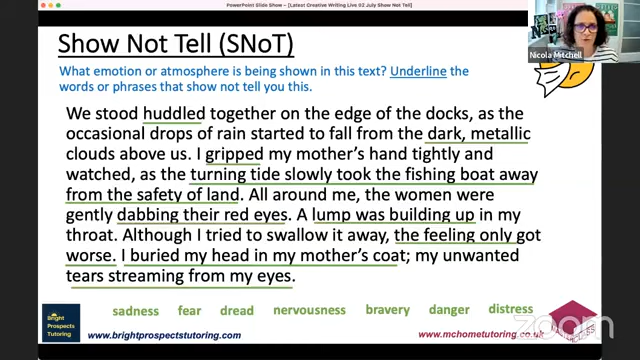 PowerPoint Slide Show - [Latest Creative Writing Live 02 July Show Not Tell]
Show Not Tell (SNoT)
Nicola Mitchell
What emotion or atmosphere is being shown in this text? Underline the
words or phrases that show not tell you this.
We stood huddled together on the edge of the docks, as the
occasional drops of rain started to fall from the dark, metallic
clouds above us. I gripped my mother's hand tightly and
watched, as the turning tide slowly took the fishing boat away
from the safety of land. All around me, the women were
gently dabbing their red eyes. A lump was building up in my
throat. Although I tried to swallow it away, the feeling only got
worse. I buried my head in my mother's coat; my unwanted
tears streaming from my eyes.
sadness fear dread nervousness bravery danger distress
Bright
Prospects
Tutoring
www.brightprospectstutoring.com
www.mchometutoring.co.uk
zoom